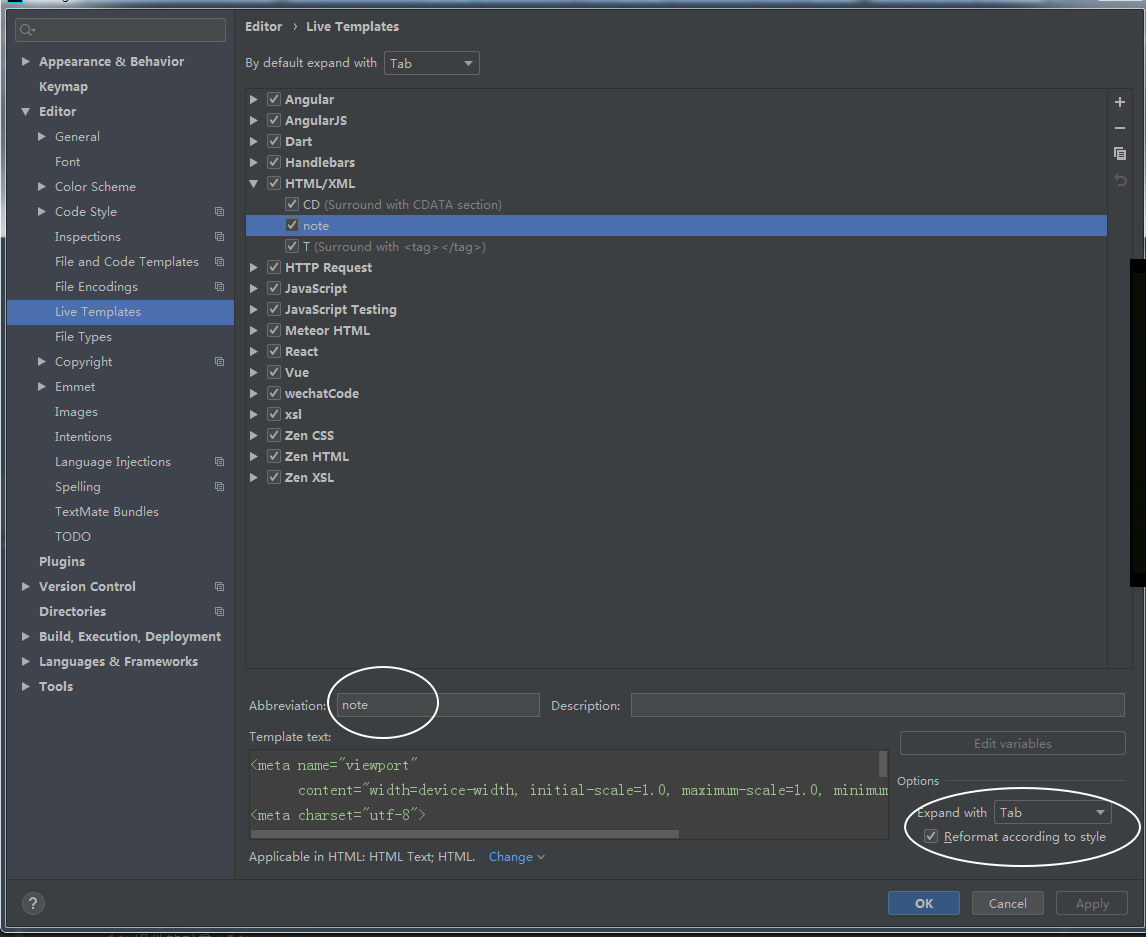 Editor › Live Templates
Appearance & Behavior
Keymap
Editor
General
Font
Color Scheme
Code Style
Inspections
File and Code Templates
File Encodings
Live Templates
File Types
Copyright
Emmet
Images
Intentions
Language Injections
Spelling
TextMate Bundles
TODO
Plugins
Version Control
Directories
Build, Execution, Deployment
Languages & Frameworks
Tools
By default expand with Tab
Angular
AngularJS
Dart
Handlebars
HTML/XML
CD (Surround with CDATA section)
note
T (Surround with <tag></tag>)
HTTP Request
JavaScript
JavaScript Testing
Meteor HTML
React
Vue
wechatCode
xsl
Zen CSS
Zen HTML
Zen XSL
Abbreviation: note Description:
Template text:
<meta name="viewport"
content="width=device-width, initial-scale=1.0, maximum-scale=1.0, minimum
<meta charset="utf-8">
Edit variables
Options
Expand with Tab
Reformat according to style
Applicable in HTML: HTML Text; HTML. Change
?
OK Cancel Apply